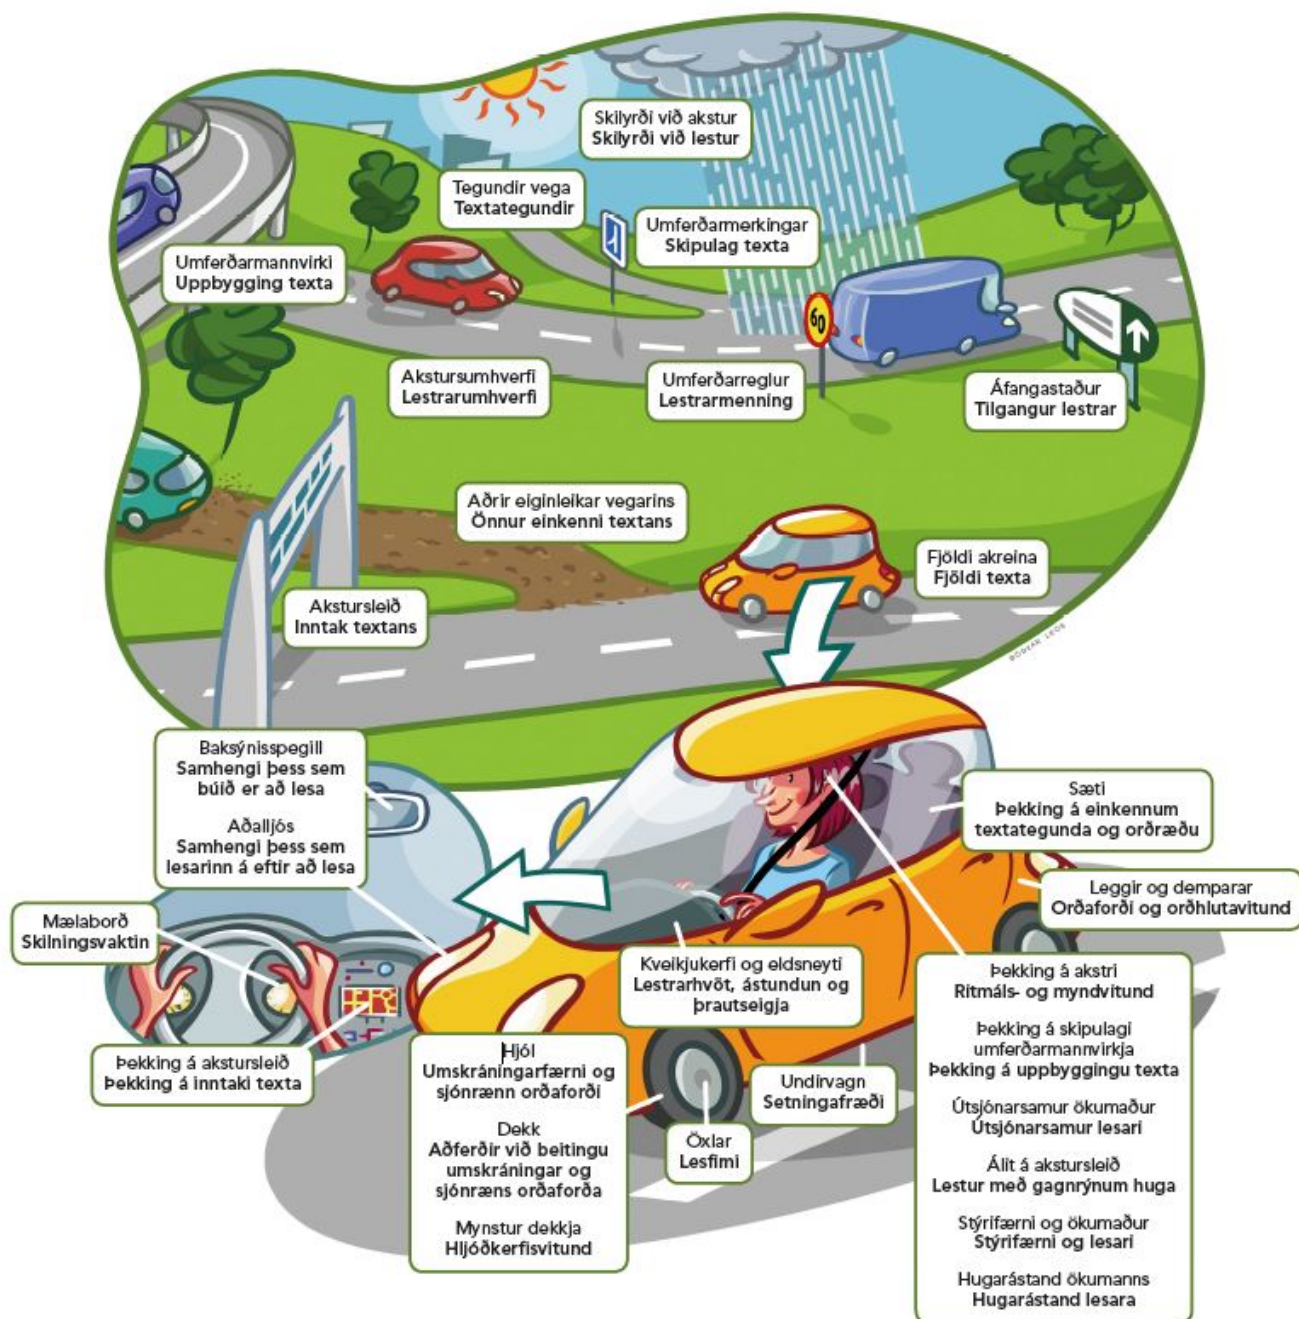 Skilyrði við akstur
Skilyrði við lestur
Tegundir vega
Textategundir
Umferðarmerkingar
Skipulag texta
Umferðarmannvirki
Uppbygging texta
60
Akstursumhverfi
Lestrarumhverfi
Umferðarreglur
Lestrarmenning
Áfangastaður
Tilgangur lestrar
Aðrir eiginleikar vegarins
Önnur einkenni textans
Fjöldi akreina
Fjöldi texta
Akstursleið
Inntak textans
BÖÐVAR LEÓS
Baksýnisspegill
Samhengi þess sem
búið er að lesa
Aðalljós
Samhengi þess sem
lesarinn á eftir að lesa
Sæti
Þekking á einkennum
textategunda og orðræðu
Leggir og demparar
Orðaforði og orðhlutavitund
Mælaborð
Skilningsvaktin
Kveikjukerfi og eldsneyti
Lestrarhvöt, ástundun og
þrautseigja
Þekking á akstursleið
Þekking á inntaki texta
Hjól
Umskráningarfærni og
sjónrænn orðaforði
Dekk
Aðferðir við beitingu
umskráningar og
sjónræns orðaforða
Mynstur dekkja
Hljóðkerfisvitund
Öxlar
Lesfimi
Undirvagn
Setningafræði
Þekking á akstri
Ritmáls- og myndvitund
Þekking á skipulagi
umferðarmannvirkja
Þekking á uppbyggingu texta
Útsjónarsamur ökumaður
Útsjónarsamur lesari
Álit á akstursleið
Lestur með gagnrýnum huga
Stýrifærni og ökumaður
Stýrifærni og lesari
Hugarástand ökumanns
Hugarástand lesara